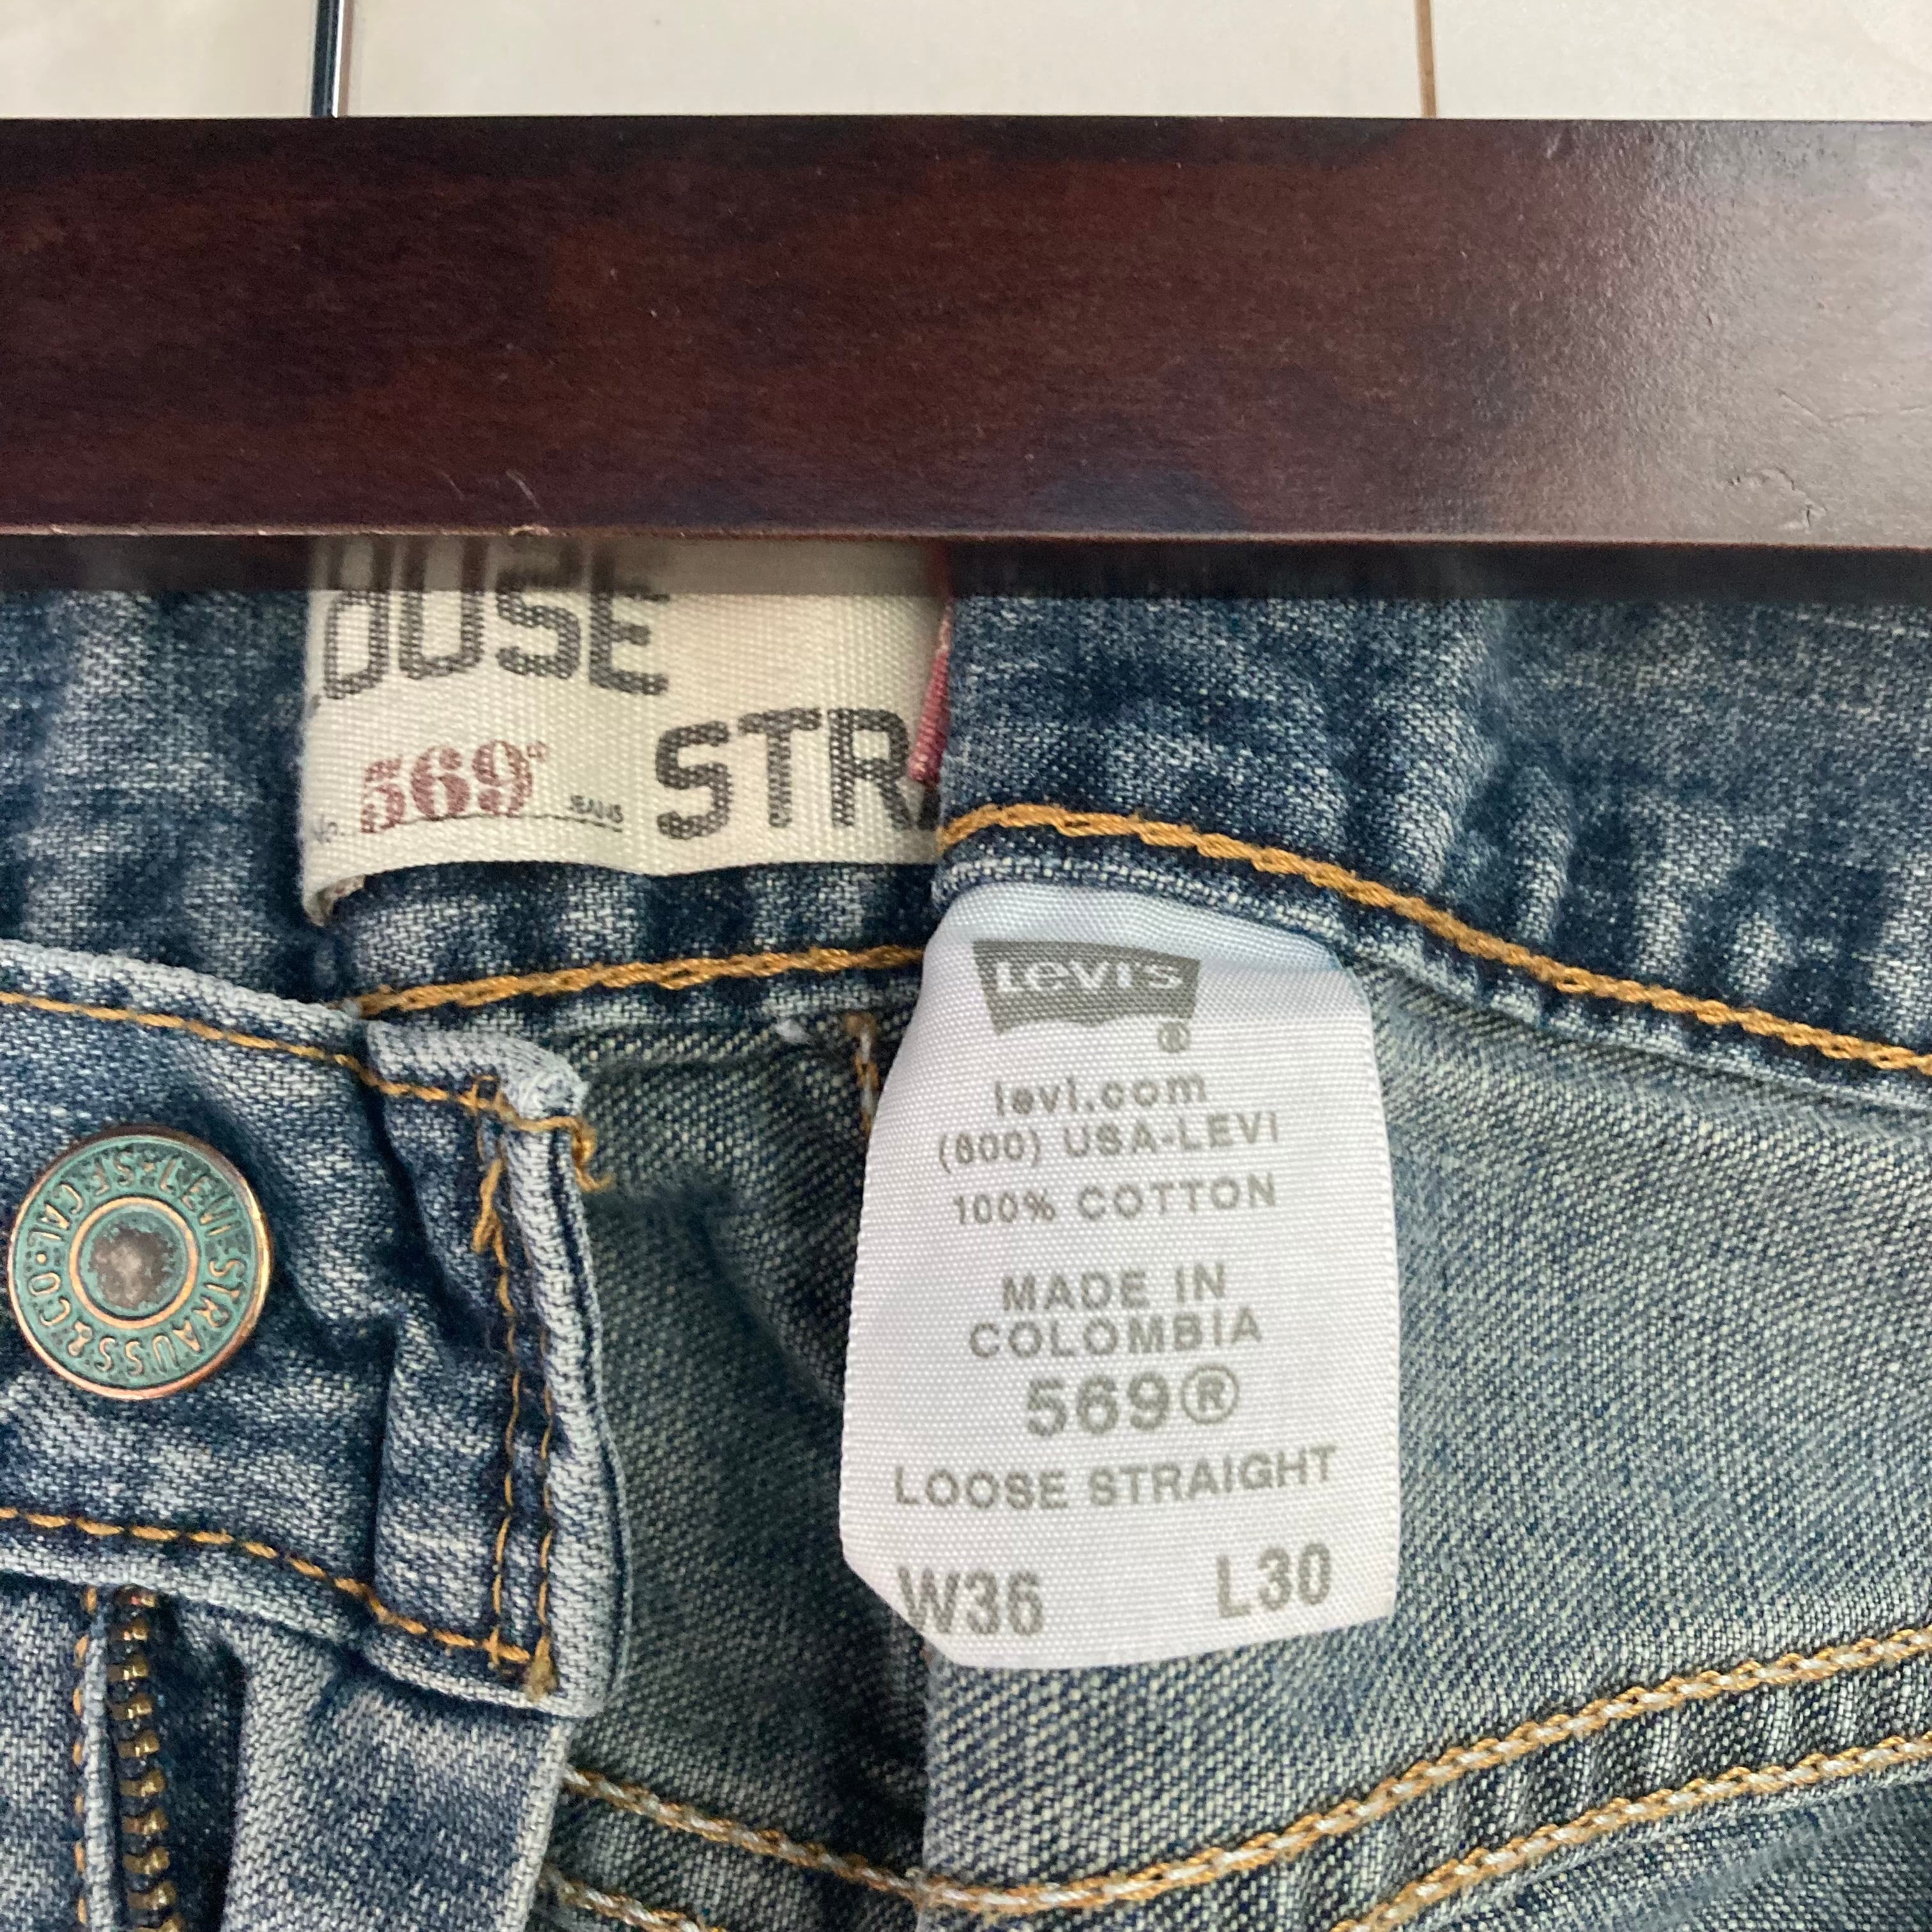 No. 569® JEANS
STR
Levi's®
levi.com
(800) USA-LEVI
100% COTTON
MADE IN
COLOMBIA
569®
LOOSE STRAIGHT
W36 L30
LEVI STRAUSS & CO · S.F. CAL ·